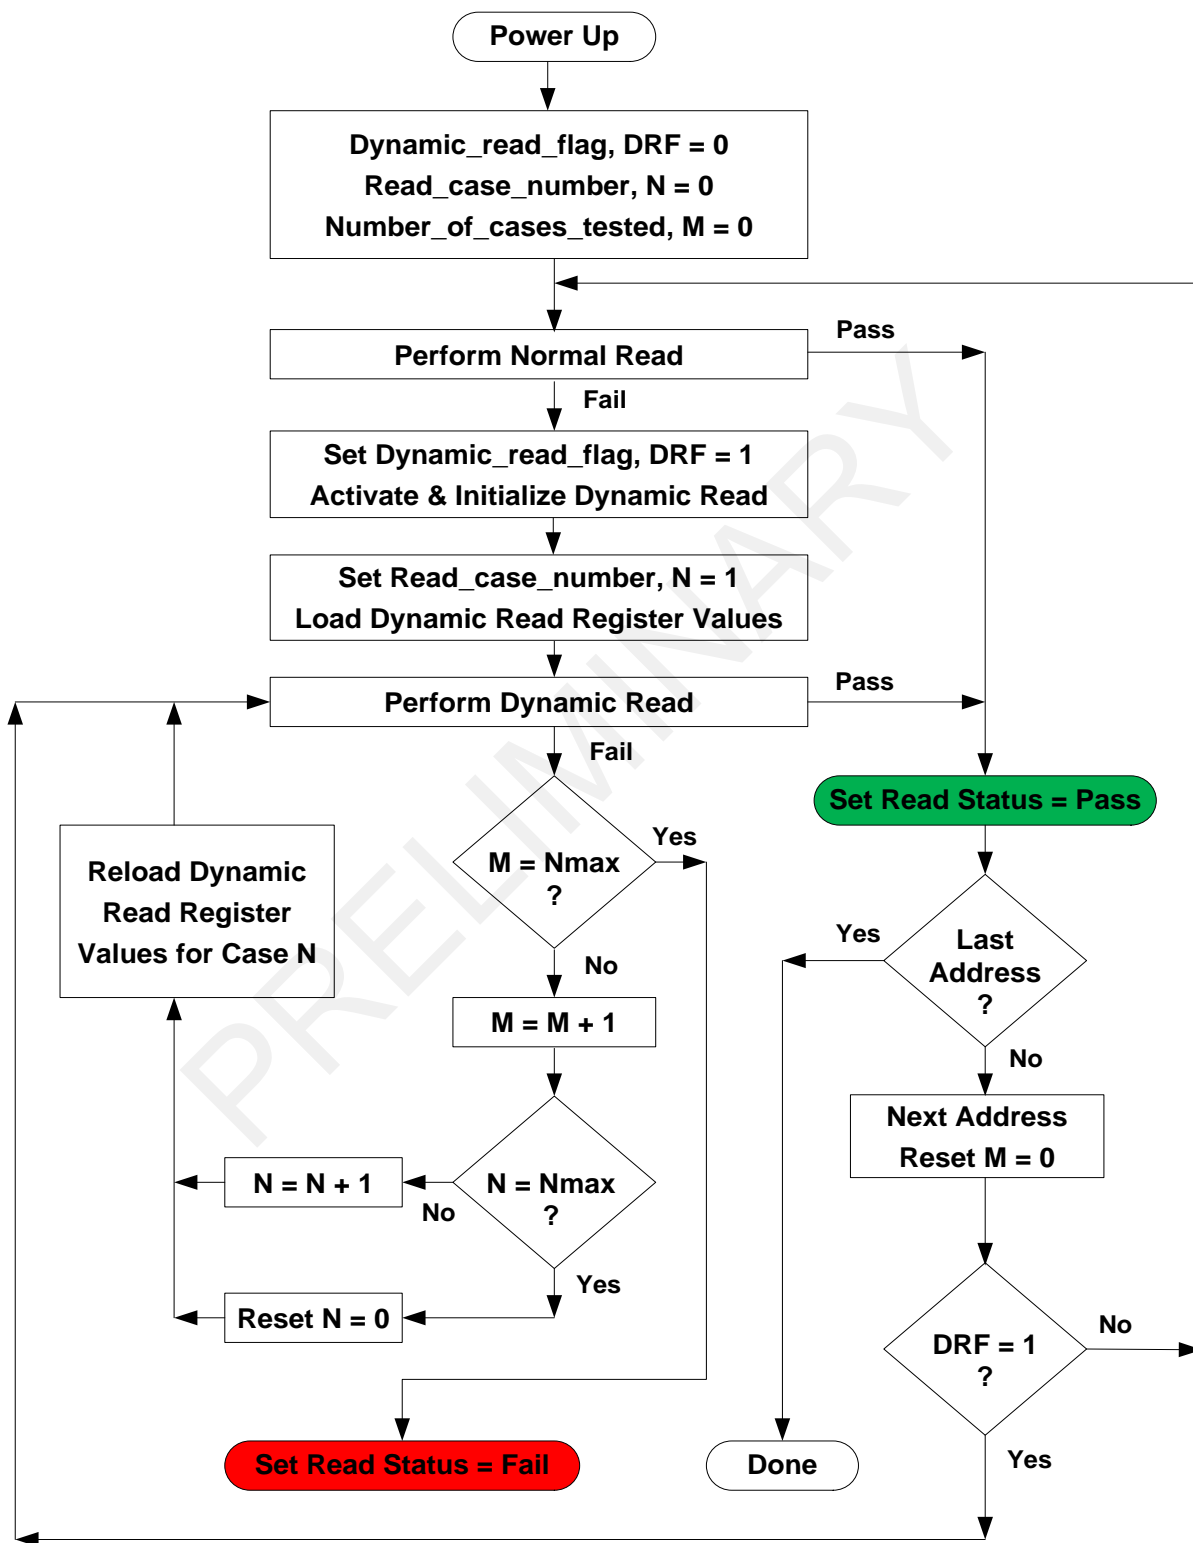 Power Up
Dynamic_read_flag, DRF = 0
Read_case_number, N = 0
Number_of_cases_tested, M = 0
Perform Normal Read
Pass
Fail
Set Dynamic_read_flag, DRF = 1
Activate & Initialize Dynamic Read
Set Read_case_number, N = 1
Load Dynamic Read Register Values
Perform Dynamic Read
Pass
Fail
Set Read Status = Pass
M = Nmax
?
Yes
No
Reload Dynamic
Read Register
Values for Case N
Last
Address
?
Yes
No
M = M + 1
Next Address
Reset M = 0
N = Nmax
?
No
Yes
N = N + 1
Reset N = 0
DRF = 1
?
No
Yes
Set Read Status = Fail
Done
PRELIMINARY